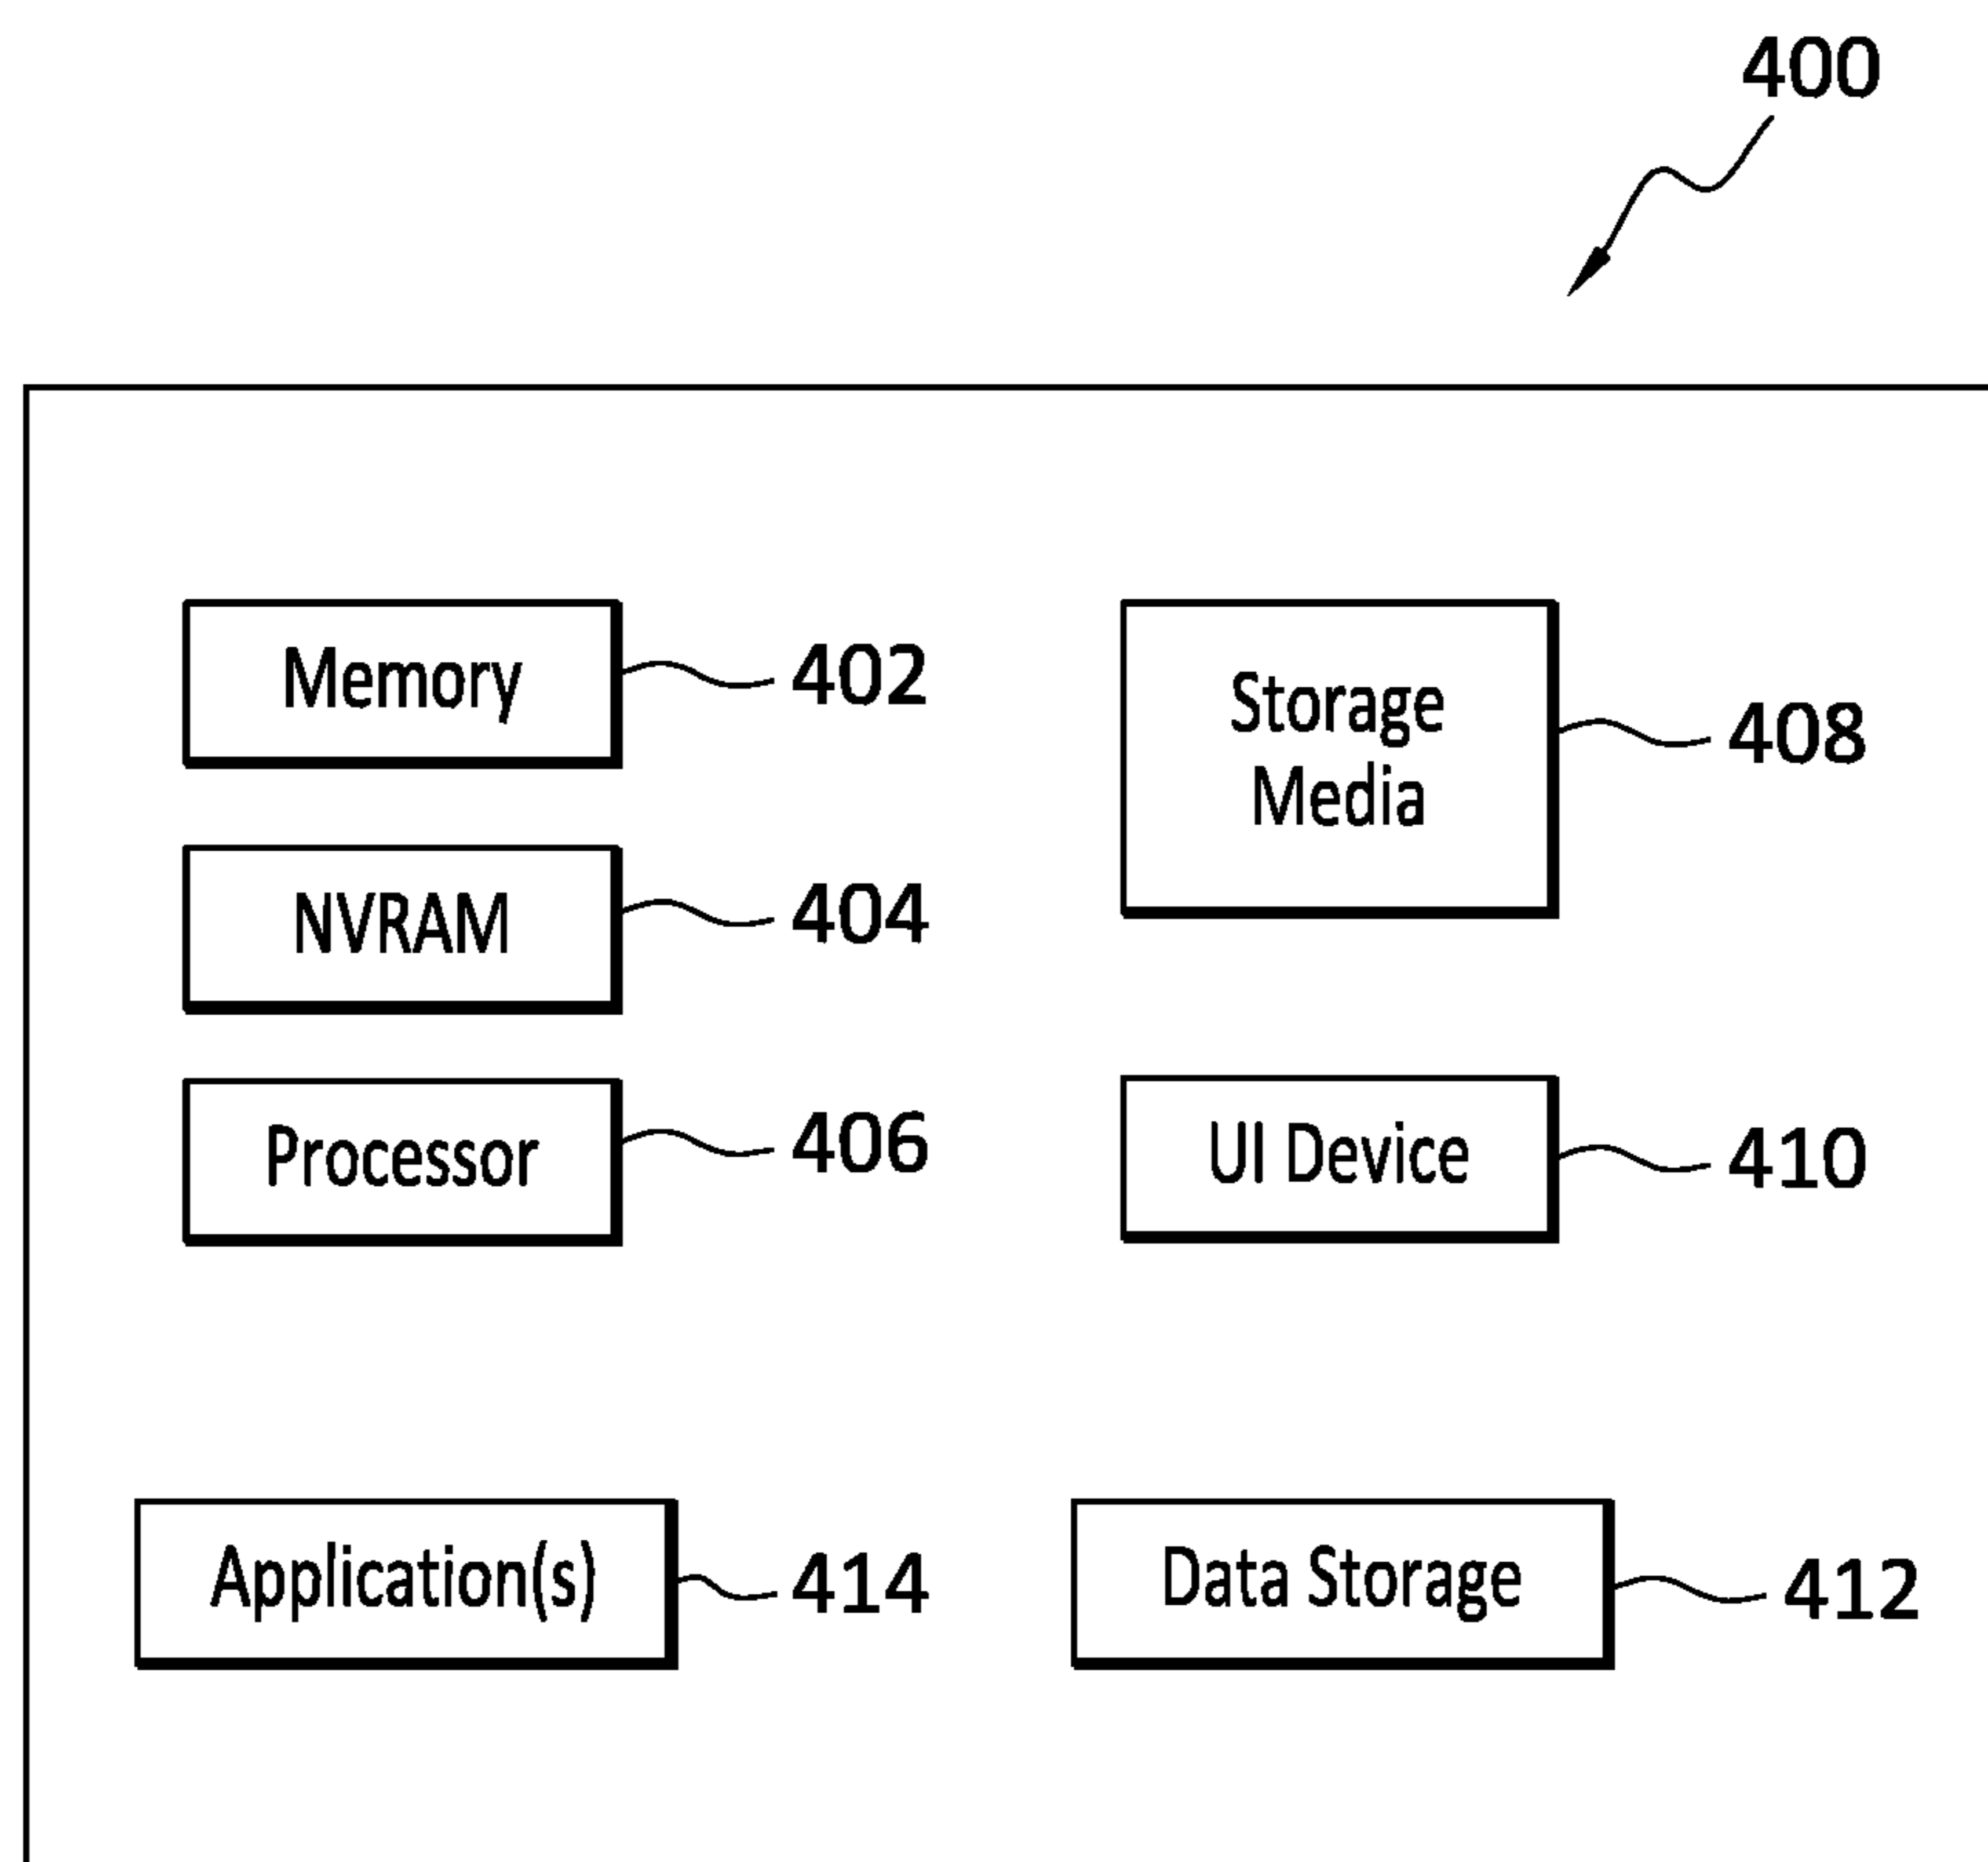 400
Memory
402
NVRAM
404
Processor
406
Storage
Media
408
UI Device
410
Application(s)
414
Data Storage
412